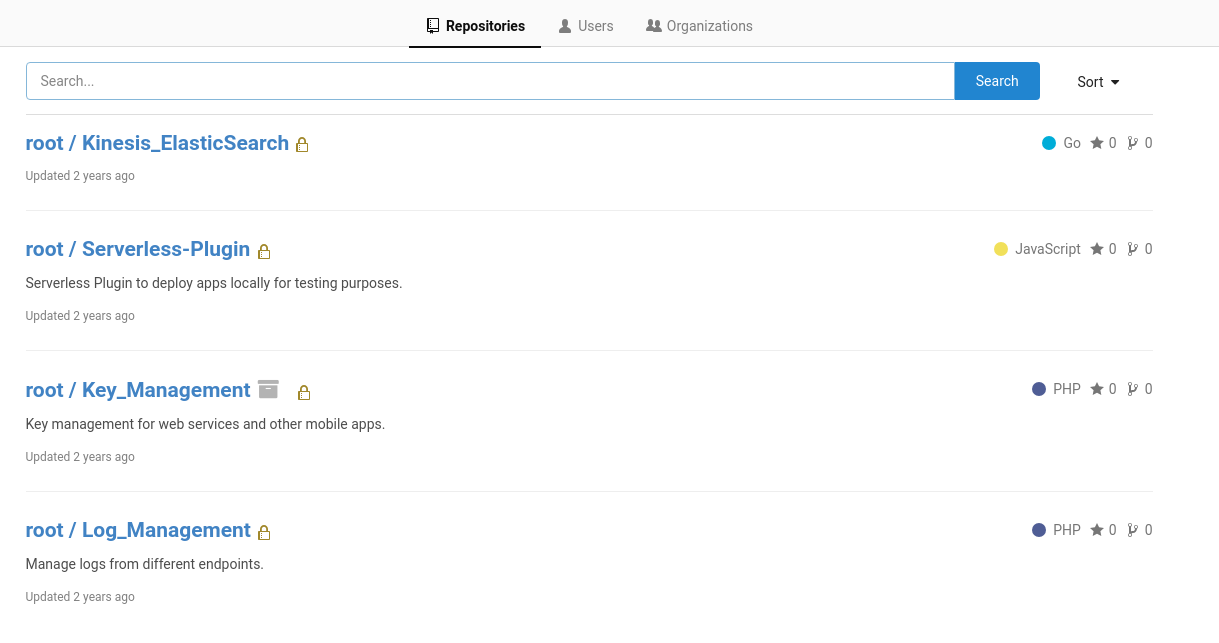 Repositories Users Organizations
Search... Search Sort
root / Kinesis_ElasticSearch Go 0 0
Updated 2 years ago
root / Serverless-Plugin JavaScript 0 0
Serverless Plugin to deploy apps locally for testing purposes.
Updated 2 years ago
root / Key_Management PHP 0 0
Key management for web services and other mobile apps.
Updated 2 years ago
root / Log_Management PHP 0 0
Manage logs from different endpoints.
Updated 2 years ago